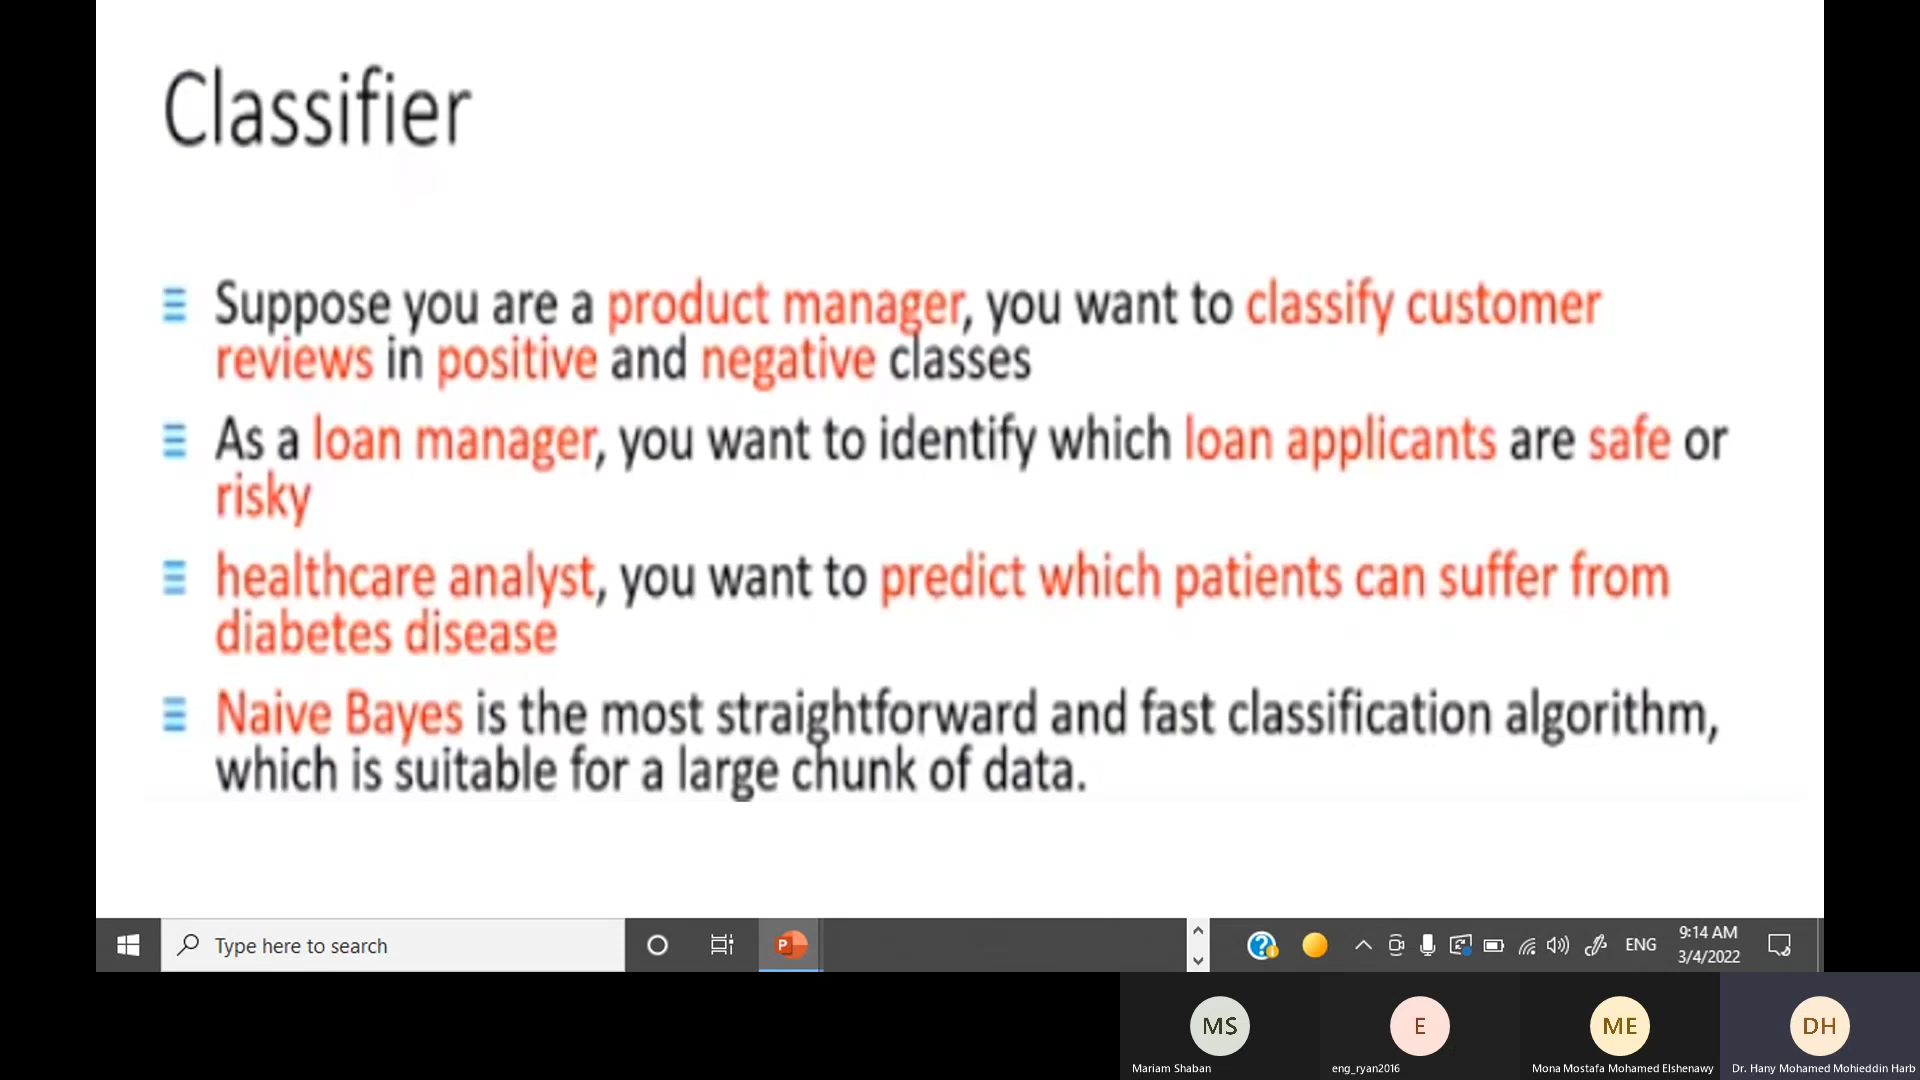 Classifier
Suppose you are a product manager, you want to classify customer
reviews in positive and negative classes
As a loan manager, you want to identify which loan applicants are safe or
risky
healthcare analyst, you want to predict which patients can suffer from
diabetes disease
Naive Bayes is the most straightforward and fast classification algorithm,
which is suitable for a large chunk of data.
Type here to search
P
ENG
9:14 AM
3/4/2022
MS
E
ME
DH
Mariam Shaban
eng_ryan2016
Mona Mostafa Mohamed Elshenawy
Dr. Hany Mohamed Mohieddin Harb